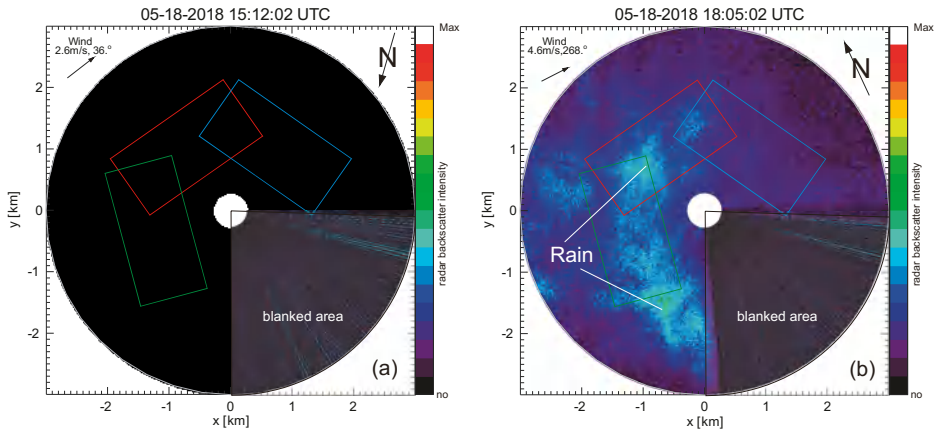 05-18-2018 15:12:02 UTC
Wind
2.6m/s, 36.°
N
2
1
0
-1
-2
y [km]
-2
-1
0
1
2
x [km]
blanked area
(a)
Max
radar backscatter intensity
no
05-18-2018 18:05:02 UTC
Wind
4.6m/s,268.°
N
2
1
0
-1
-2
y [km]
-2
-1
0
1
2
x [km]
Rain
blanked area
(b)
Max
radar backscatter intensity
no